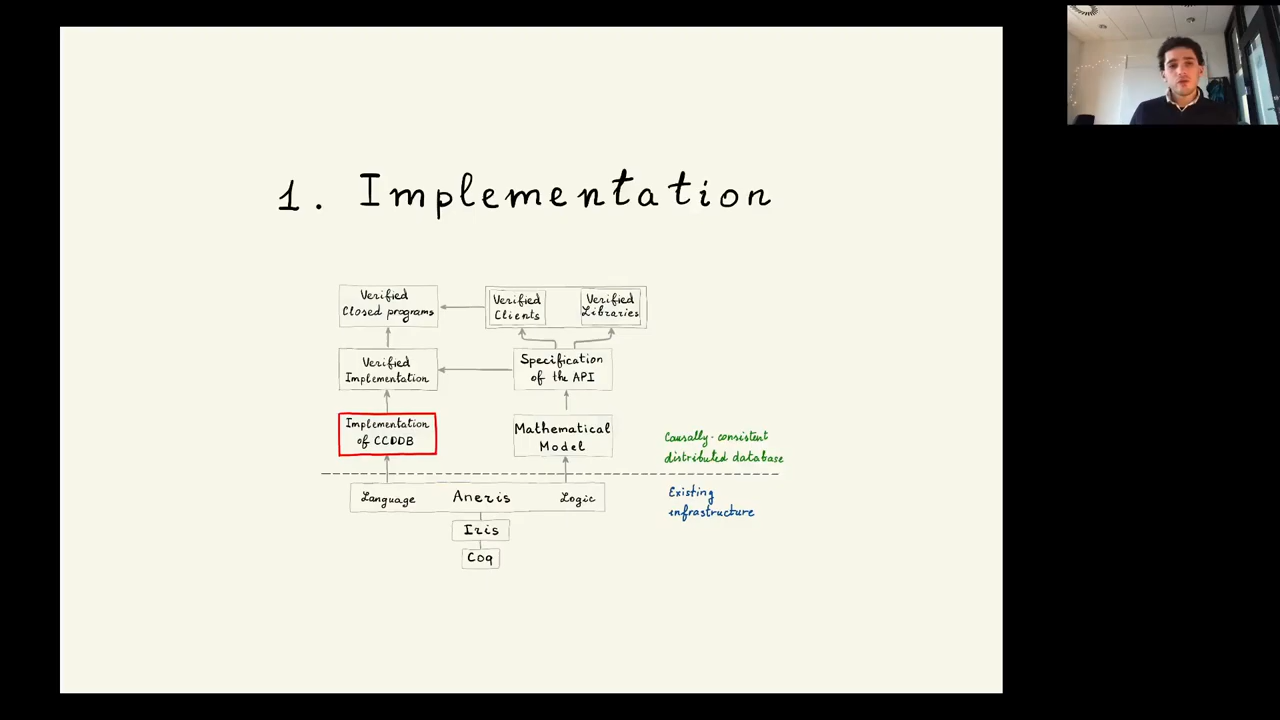 1. Implementation
Verified
Closed programs
Verified
Clients
Verified
Libraries
Verified
Implementation
Specification
of the API
Implementation
of CCDDB
Mathematical
Model
Causally-consistent
distributed database
Language Aneris Logic
Existing
infrastructure
Iris
Coq